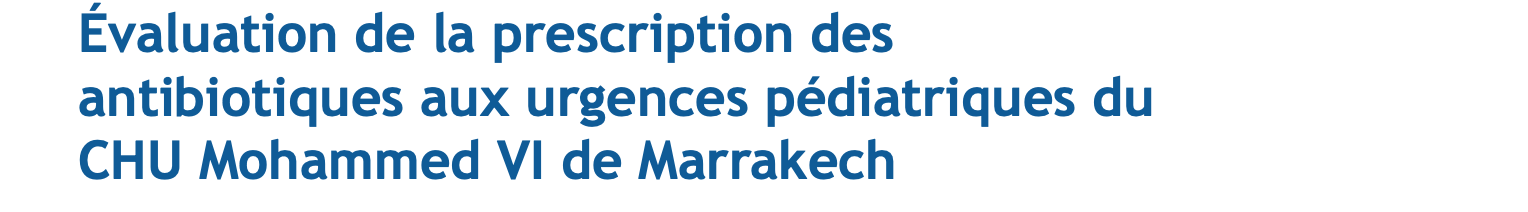 Évaluation de la prescription des
antibiotiques aux urgences pédiatriques du
CHU Mohammed VI de Marrakech